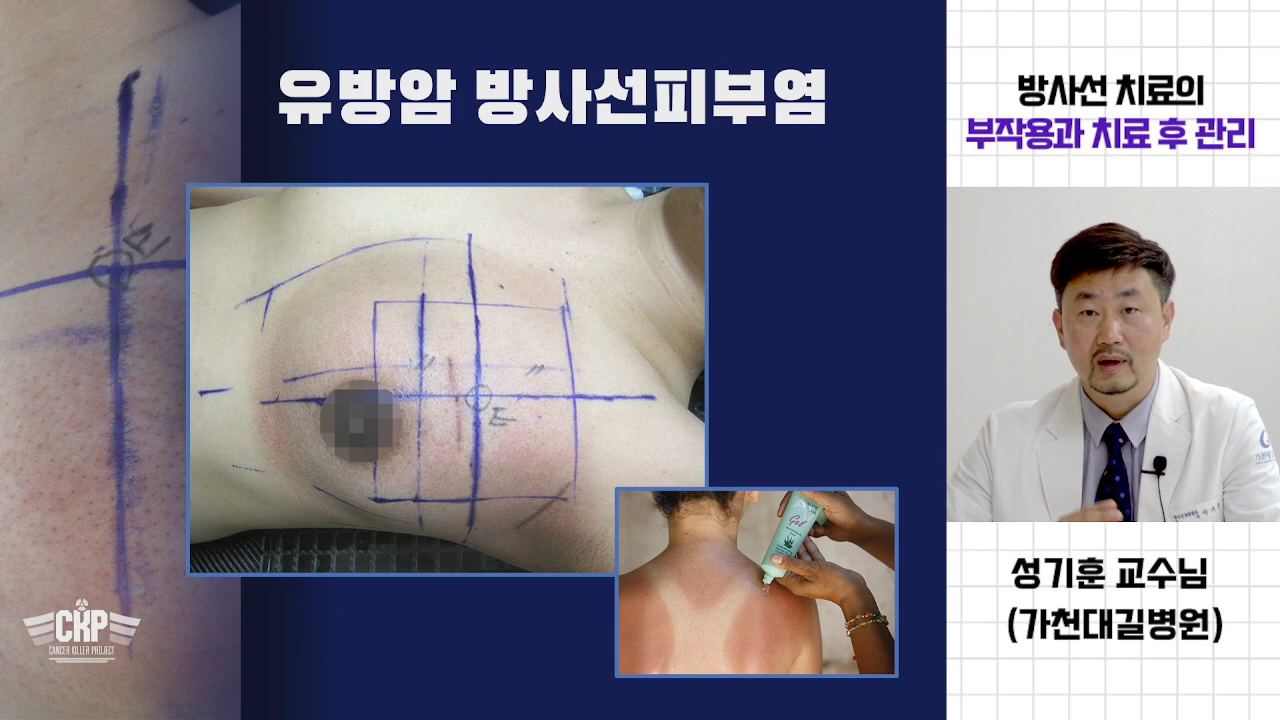 유방암 방사선피부염
방사선 치료의
부작용과 치료 후 관리
성기훈 교수님
(가천대길병원)
CKP
CANCER KILLER PROJECT
E
Gel